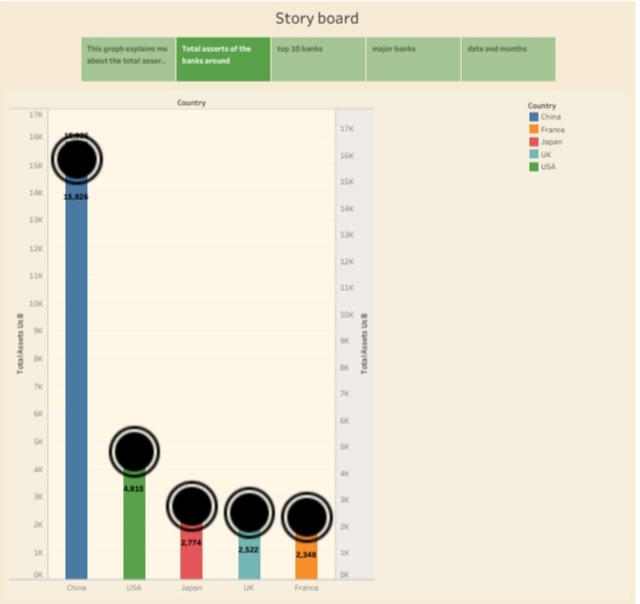 Story board
This graph explains me
about the total asser..
Total asserts of the
banks around
top 10 banks
major banks
date and months
Country
17K
16K
15K
14K
13K
12K
11K
10K
9K
8K
7K
6K
5K
4K
3K
2K
1K
0K
Total Assets Us B
15,826
4,815
2,774
2,522
2,348
17K
16K
15K
14K
13K
12K
11K
10K
9K
8K
7K
6K
5K
4K
3K
2K
1K
0K
Total Assets Us B
China
USA
Japan
UK
France
Country
China
France
Japan
UK
USA